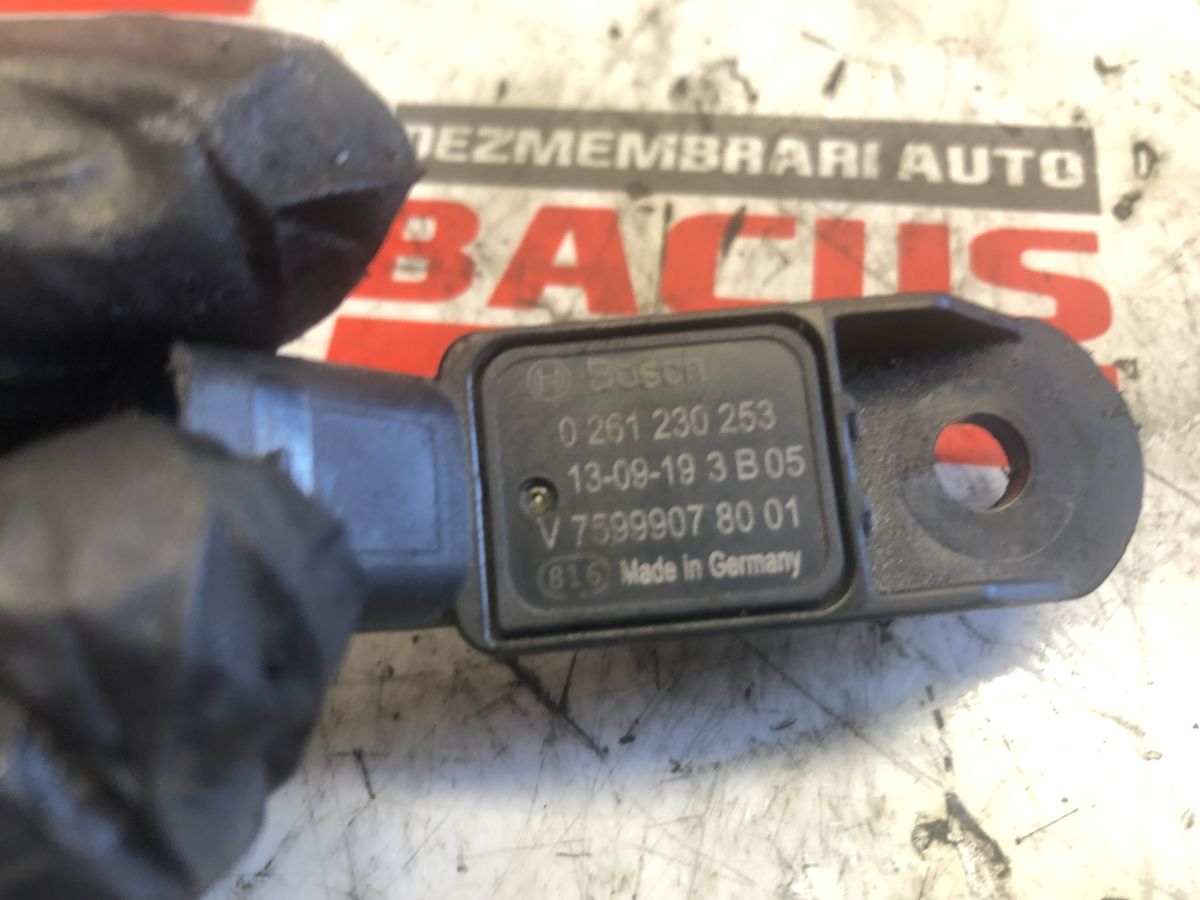 DEZMEMBRARI AUTO
BACUS
Bosch
0 261 230 253
13-09-19 3 B 05
V 7599907 80 01
816 Made in Germany